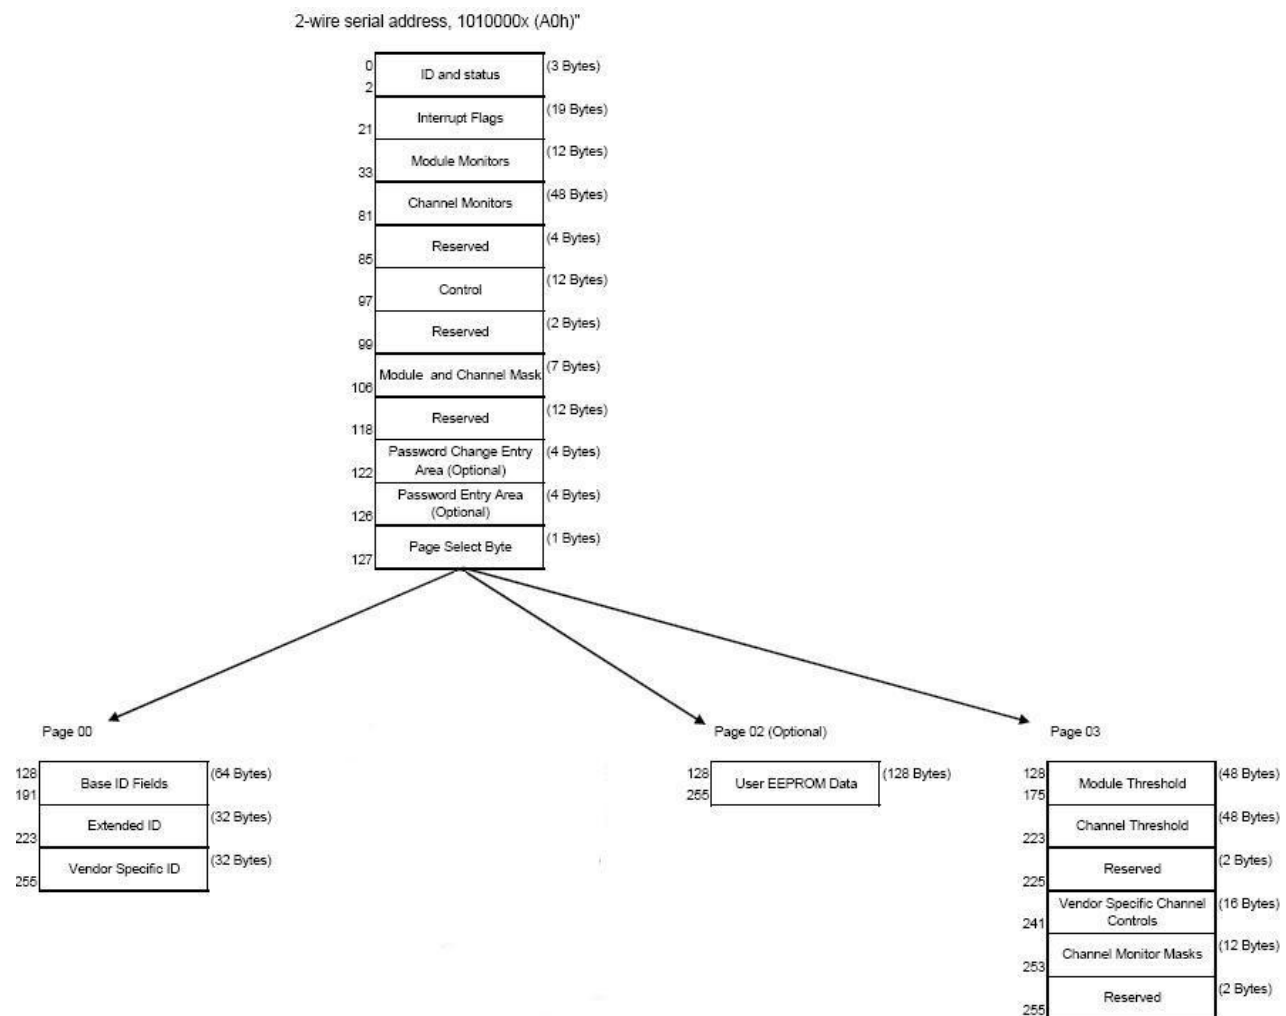 2-wire serial address, 1010000x (A0h)"
0
2
ID and status
(3 Bytes)
21
Interrupt Flags
(19 Bytes)
33
Module Monitors
(12 Bytes)
81
Channel Monitors
(48 Bytes)
85
Reserved
(4 Bytes)
97
Control
(12 Bytes)
99
Reserved
(2 Bytes)
106
Module and Channel Mask
(7 Bytes)
118
Reserved
(12 Bytes)
122
Password Change Entry
Area (Optional)
(4 Bytes)
126
Password Entry Area
(Optional)
(4 Bytes)
127
Page Select Byte
(1 Bytes)
Page 00
128
191
Base ID Fields
(64 Bytes)
223
Extended ID
(32 Bytes)
255
Vendor Specific ID
(32 Bytes)
Page 02 (Optional)
128
255
User EEPROM Data
(128 Bytes)
Page 03
128
175
Module Threshold
(48 Bytes)
223
Channel Threshold
(48 Bytes)
225
Reserved
(2 Bytes)
241
Vendor Specific Channel
Controls
(16 Bytes)
253
Channel Monitor Masks
(12 Bytes)
255
Reserved
(2 Bytes)